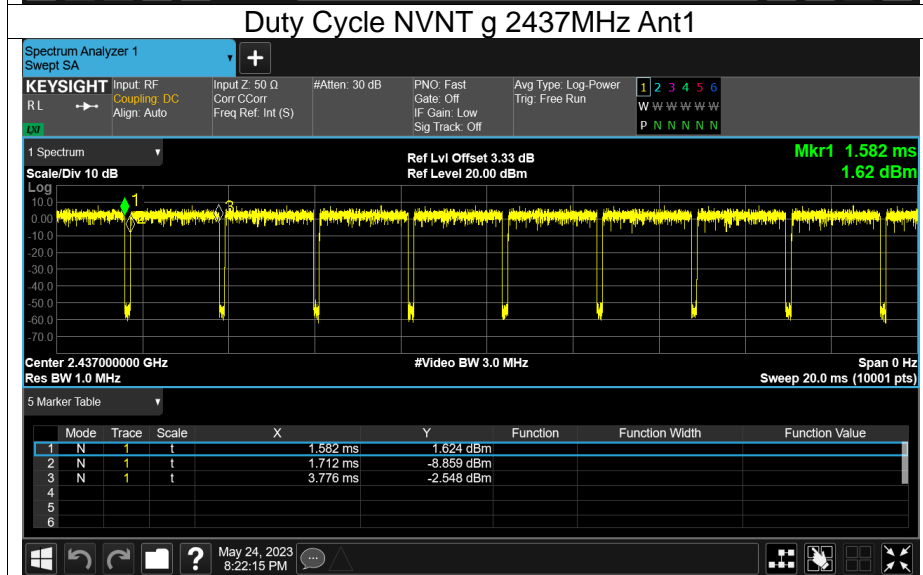 Duty Cycle NVNT g 2437MHz Ant1
Spectrum Analyzer 1
Swept SA
+
KEYSIGHT Input: RF Input Z: 50 Ω #Atten: 30 dB PNO: Fast Avg Type: Log-Power 1 2 3 4 5 6
RL Coupling: DC Corr CCorr Gate: Off Trig: Free Run W W W W W W
Align: Auto Freq Ref: Int (S) IF Gain: Low
LXI Sig Track: Off P N N N N N
1 Spectrum
Ref Lvl Offset 3.33 dB Mkr1 1.582 ms
Scale/Div 10 dB Ref Level 20.00 dBm 1.62 dBm
Log
10.0
0.00
-10.0
-20.0
-30.0
-40.0
-50.0
-60.0
-70.0
1
2
3
Center 2.437000000 GHz #Video BW 3.0 MHz Span 0 Hz
Res BW 1.0 MHz Sweep 20.0 ms (10001 pts)
5 Marker Table
Mode Trace Scale X Y Function Function Width Function Value
1 N 1 t 1.582 ms 1.624 dBm
2 N 1 t 1.712 ms -8.859 dBm
3 N 1 t 3.776 ms -2.548 dBm
4
5
6
? May 24, 2023
8:22:15 PM